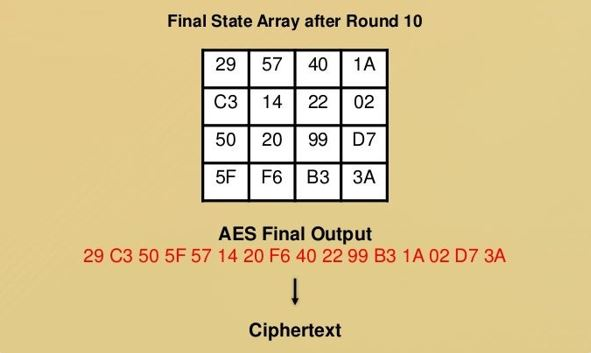 Final State Array after Round 10
29 57 40 1A
C3 14 22 02
50 20 99 D7
5F F6 B3 3A
AES Final Output
29 C3 50 5F 57 14 20 F6 40 22 99 B3 1A 02 D7 3A
Ciphertext